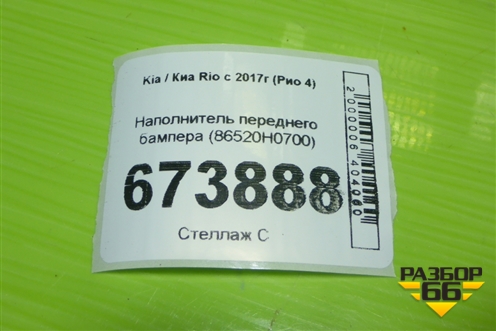 Kia / Киа Rio с 2017г (Рио 4)
Наполнитель переднего
бампера (86520H0700)
673888
Стеллаж С
2000006404060
РАЗБОР
66